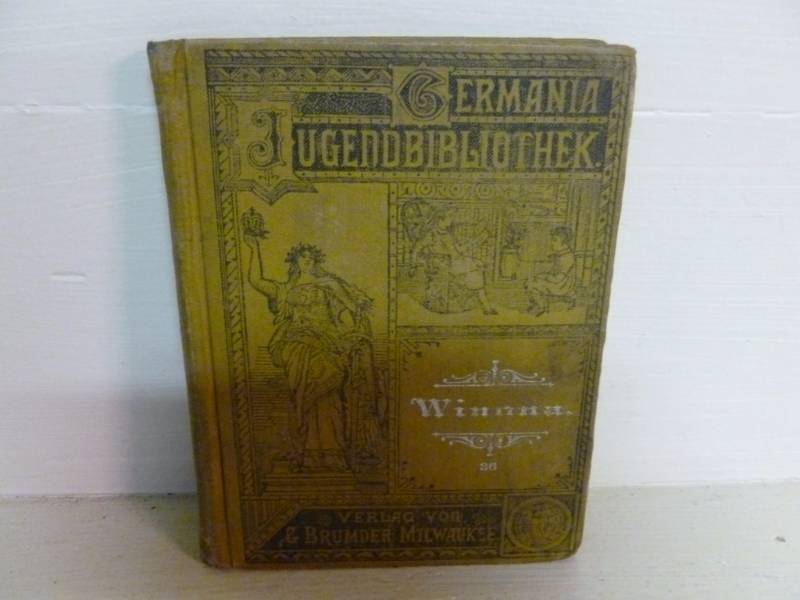 GERMANIA
JUGENDBIBLIOTHEK.
Winona.
36
VERLAG VON
G BRUMDER MILWAUKEE